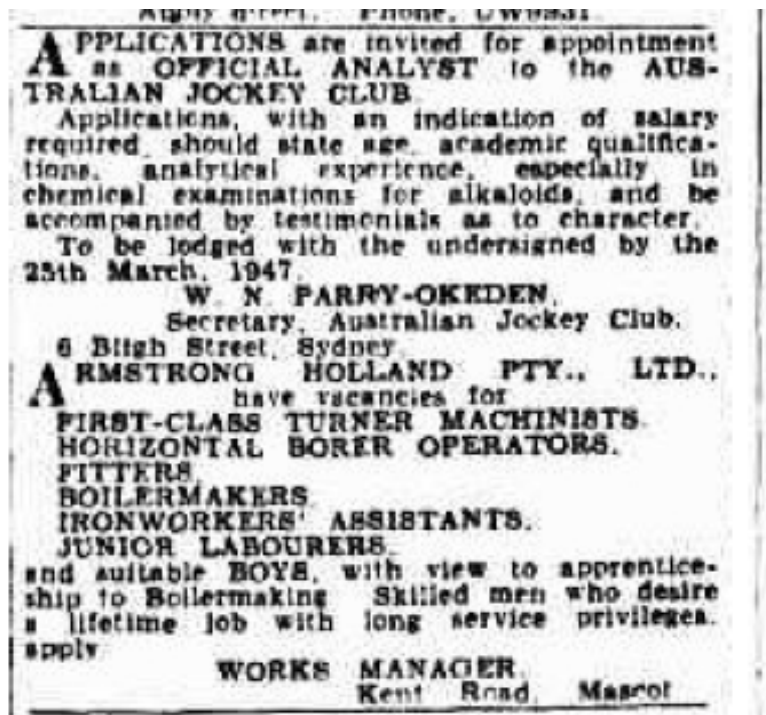 Phone, UW9831
APPLICATIONS are invited for appointment
as OFFICIAL ANALYST to the AUS-
TRALIAN JOCKEY CLUB.
Applications, with an indication of salary
required, should state age, academic qualifica-
tions, analytical experience, especially in
chemical examinations for alkaloids, and be
accompanied by testimonials as to character.
To be lodged with the undersigned by the
25th March, 1947.
W. N. PARRY-OKEDEN,
Secretary, Australian Jockey Club.
6 Bligh Street, Sydney.
ARMSTRONG HOLLAND PTY., LTD.,
have vacancies for
FIRST-CLASS TURNER MACHINISTS.
HORIZONTAL BORER OPERATORS.
FITTERS.
BOILERMAKERS.
IRONWORKERS' ASSISTANTS.
JUNIOR LABOURERS.
and suitable BOYS, with view to apprentice-
ship to Boilermaking. Skilled men who desire
a lifetime job with long service privileges.
apply
WORKS MANAGER,
Kent Road, Mascot